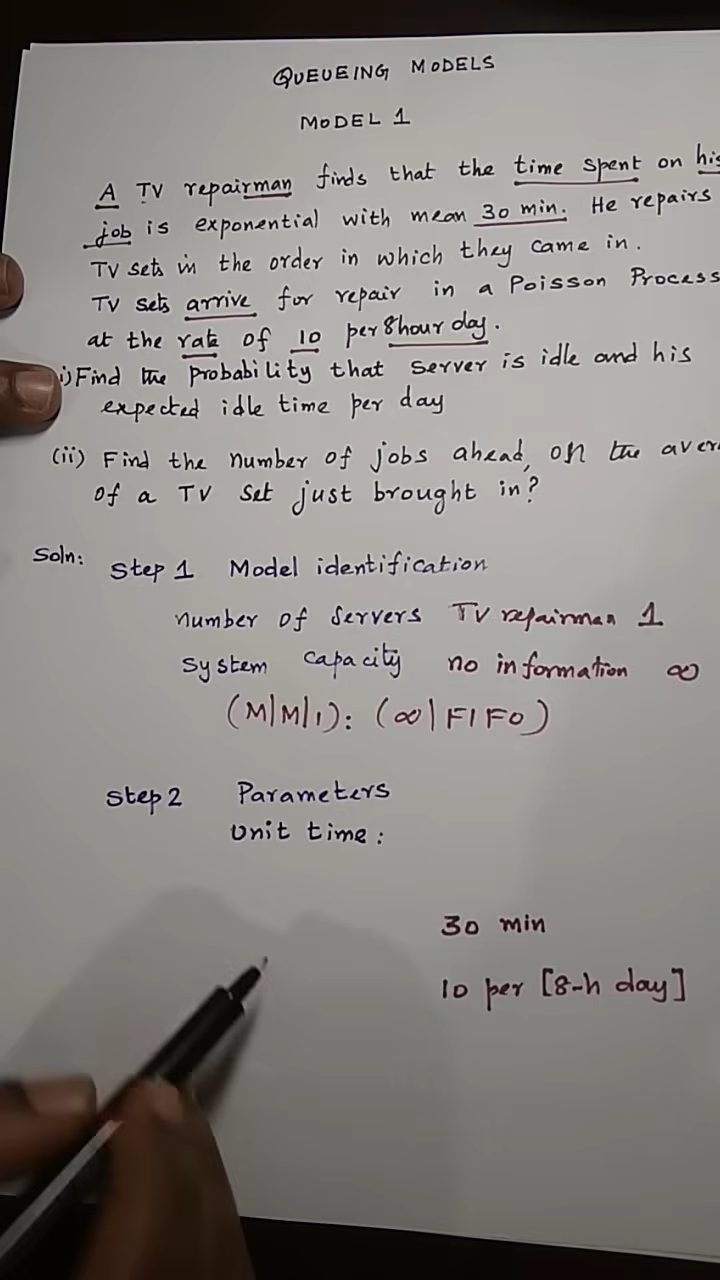 QUEUEING MODELS
MODEL 1
A TV repairman finds that the time spent on his
job is exponential with mean 30 min. He repairs
TV sets in the order in which they came in.
TV sets arrive for repair in a Poisson Process
at the rate of 10 per 8hour day.
i) Find the probability that server is idle and his
expected idle time per day
(ii) Find the number of jobs ahead, on the aver
of a TV set just brought in?
Soln: Step 1 Model identification
number of servers TV repairman 1
System capacity no information ∞
(M|M|1): (∞|FIFO)
Step 2 Parameters
Unit time:
30 min
10 per [8-h day]